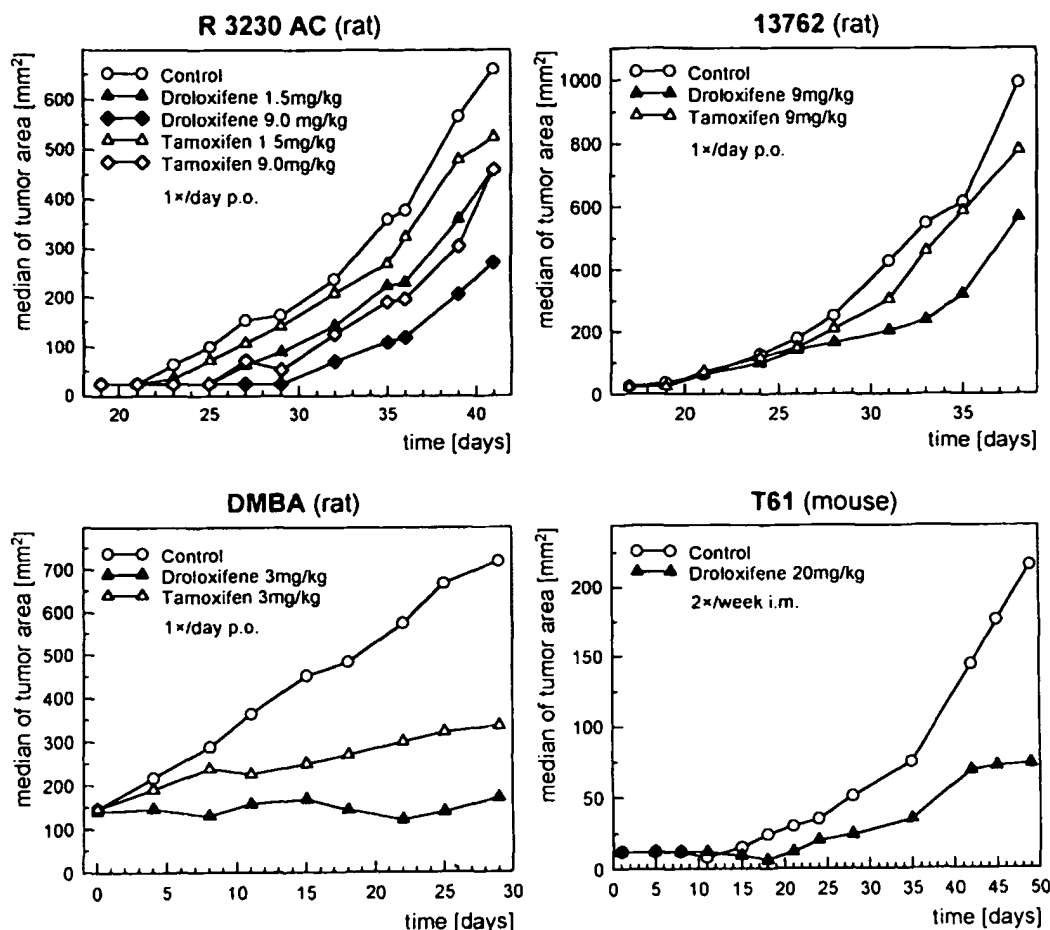 R 3230 AC (rat)
median of tumor area [mm²]
600
500
400
300
200
100
0
Control
Droloxifene 1.5mg/kg
Droloxifene 9.0 mg/kg
Tamoxifen 1 5mg/kg
Tamoxifen 9.0mg/kg
1×/day p.o.
20 25 30 35 40
time [days]
13762 (rat)
median of tumor area [mm²]
1000
800
600
400
200
0
Control
Droloxifene 9mg/kg
Tamoxifen 9mg/kg
1×/day p.o.
20 25 30 35
time [days]
DMBA (rat)
median of tumor area [mm²]
700
600
500
400
300
200
100
0
Control
Droloxifene 3mg/kg
Tamoxifen 3mg/kg
1×/day p.o.
0 5 10 15 20 25 30
time [days]
T61 (mouse)
median of tumor area [mm²]
200
150
100
50
0
Control
Droloxifene 20mg/kg
2×/week i.m.
0 5 10 15 20 25 30 35 40 45 50
time [days]